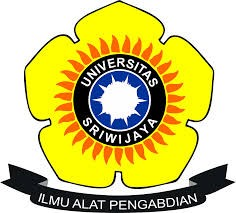 UNIVERSITAS
SRIWIJAYA
ILMU ALAT PENGABDIAN